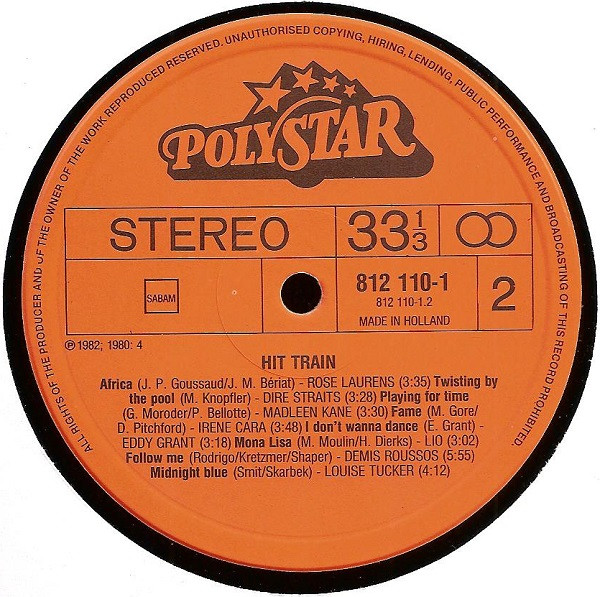 ALL RIGHTS OF THE PRODUCER AND OF THE OWNER OF THE WORK REPRODUCED RESERVED. UNAUTHORISED COPYING, HIRING, LENDING, PUBLIC PERFORMANCE AND BROADCASTING OF THIS RECORD PROHIBITED.
POLYSTAR
STEREO 33 1/3
SABAM 812 110-1 2
812 110-1.2
MADE IN HOLLAND
℗ 1982; 1980: 4
HIT TRAIN
Africa (J. P. Goussaud/J. M. Bériat) - ROSE LAURENS (3:35) Twisting by
the pool (M. Knopfler) - DIRE STRAITS (3:28) Playing for time
(G. Moroder/P. Bellotte) - MADLEEN KANE (3:30) Fame (M. Gore/
D. Pitchford) - IRENE CARA (3:48) I don't wanna dance (E. Grant) -
EDDY GRANT (3:18) Mona Lisa (M. Moulin/H. Dierks) - LIO (3:02)
Follow me (Rodrigo/Kretzmer/Shaper) - DEMIS ROUSSOS (5:55)
Midnight blue (Smit/Skarbek) - LOUISE TUCKER (4:12)